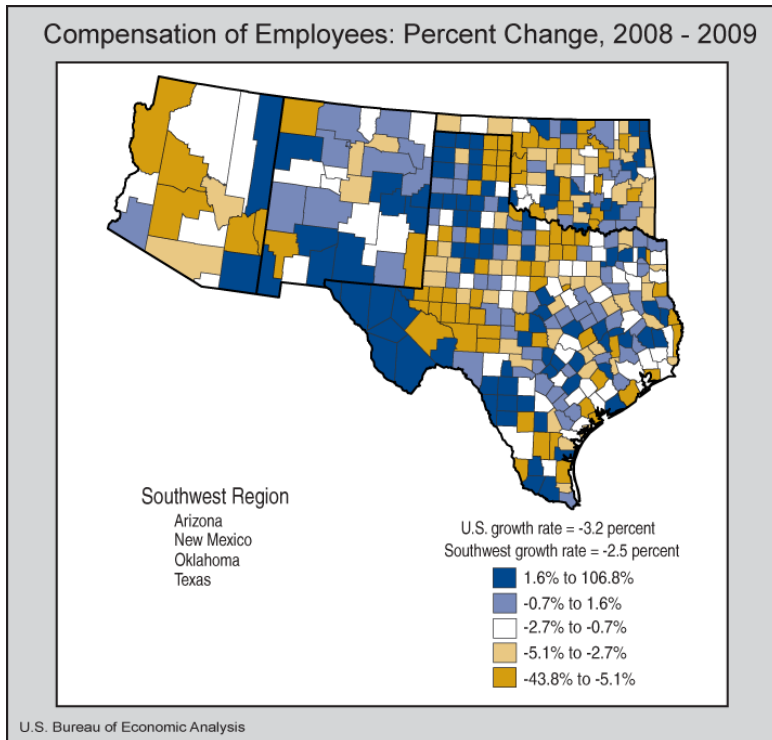 Compensation of Employees: Percent Change, 2008 - 2009
Southwest Region
Arizona
New Mexico
Oklahoma
Texas
U.S. growth rate = -3.2 percent
Southwest growth rate = -2.5 percent
1.6% to 106.8%
-0.7% to 1.6%
-2.7% to -0.7%
-5.1% to -2.7%
-43.8% to -5.1%
U.S. Bureau of Economic Analysis